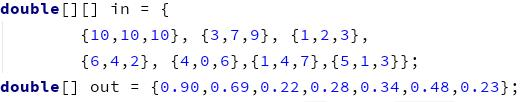 double[][] in = {
{10,10,10}, {3,7,9}, {1,2,3},
{6,4,2}, {4,0,6},{1,4,7},{5,1,3}};
double[] out = {0.90,0.69,0.22,0.28,0.34,0.48,0.23};